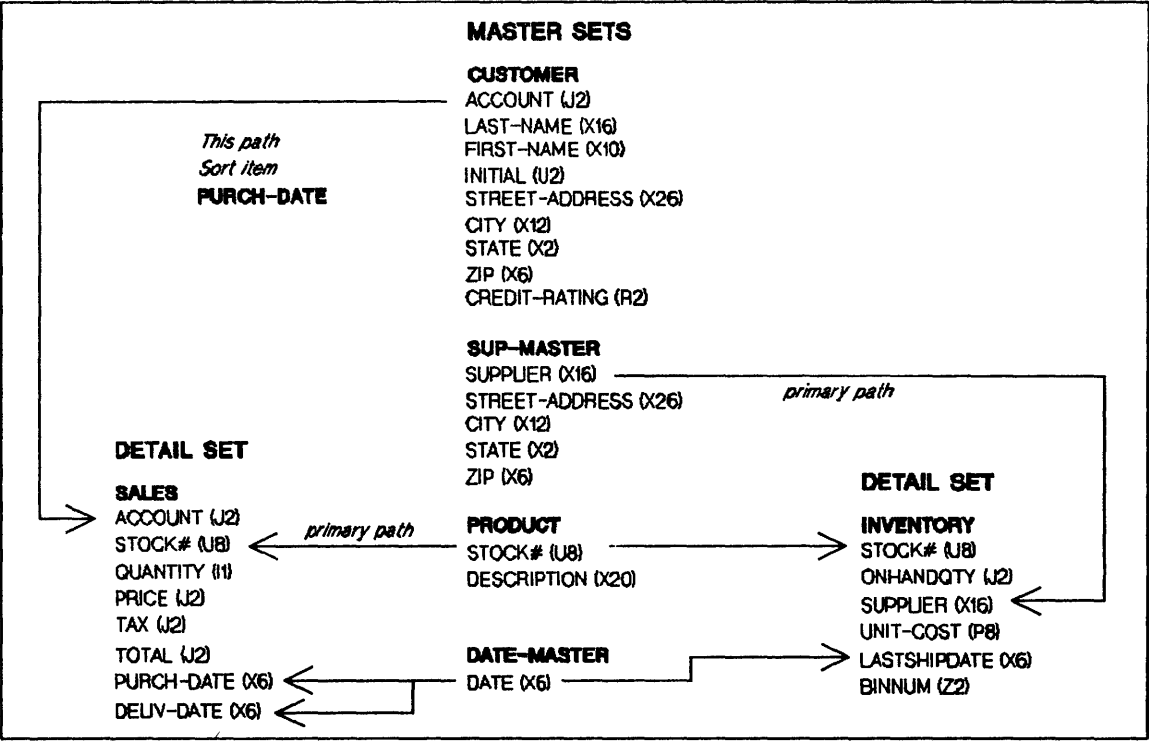 MASTER SETS
CUSTOMER
ACCOUNT (J2)
LAST-NAME (X16)
FIRST-NAME (X10)
INITIAL (U2)
STREET-ADDRESS (X26)
CITY (X12)
STATE (X2)
ZIP (X6)
CREDIT-RATING (R2)
This path
Sort item
PURCH-DATE
SUP-MASTER
SUPPLIER (X16)
STREET-ADDRESS (X26)
CITY (X12)
STATE (X2)
ZIP (X6)
primary path
DETAIL SET
SALES
ACCOUNT (J2)
STOCK# (U8)
QUANTITY (I1)
PRICE (J2)
TAX (J2)
TOTAL (J2)
PURCH-DATE (X6)
DELIV-DATE (X6)
primary path
PRODUCT
STOCK# (U8)
DESCRIPTION (X20)
DATE-MASTER
DATE (X6)
DETAIL SET
INVENTORY
STOCK# (U8)
ONHANDQTY (J2)
SUPPLIER (X16)
UNIT-COST (P8)
LASTSHIPDATE (X6)
BINNUM (Z2)